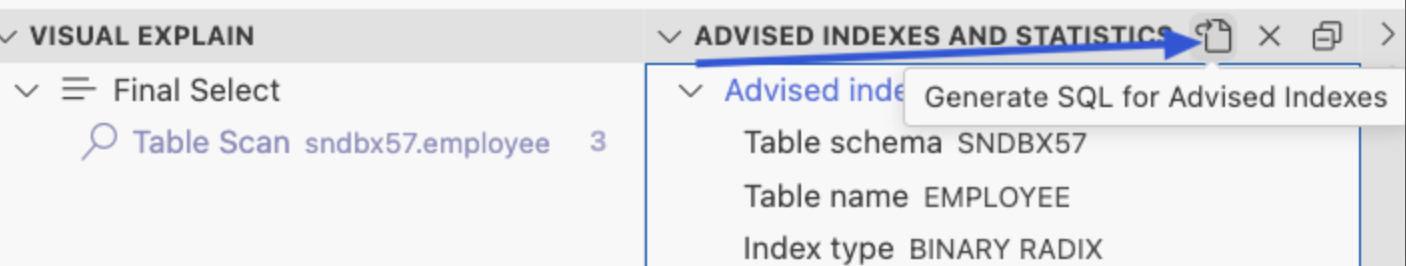 VISUAL EXPLAIN
Final Select
Table Scan sndbx57.employee 3
ADVISED INDEXES AND STATISTICS
Generate SQL for Advised Indexes
Advised inde
Table schema SNDBX57
Table name EMPLOYEE
Index type BINARY RADIX